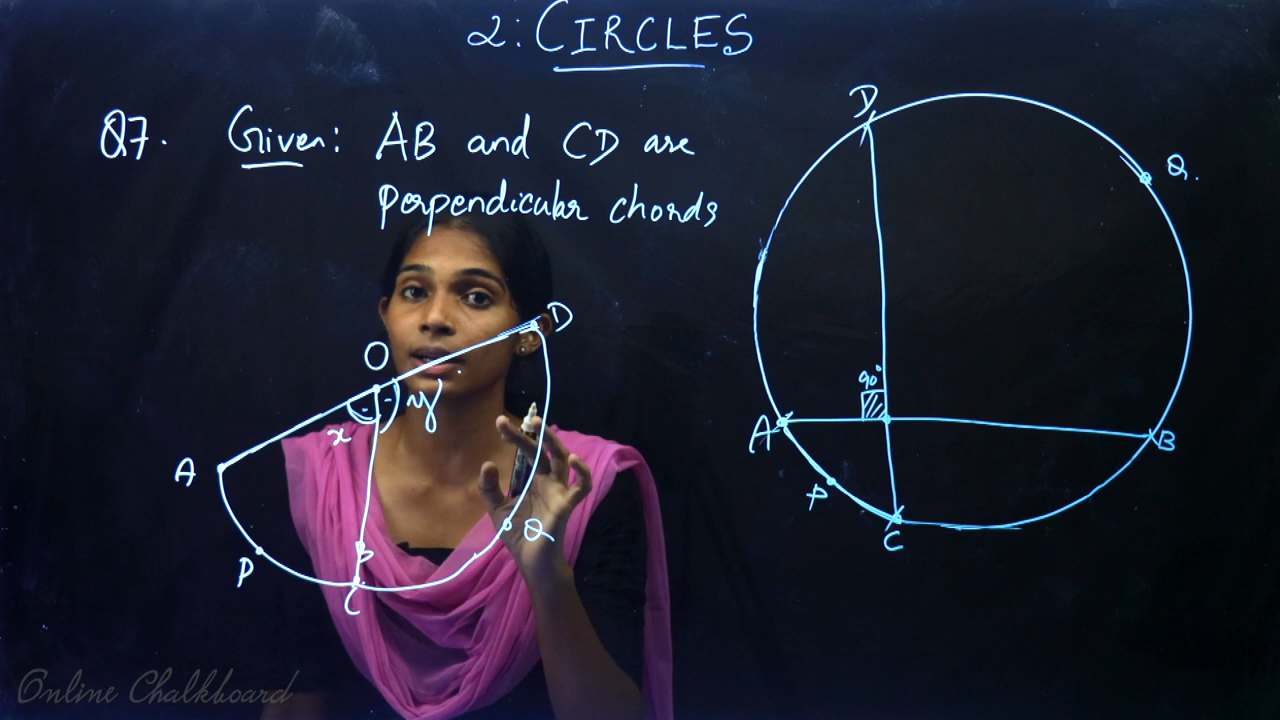 2: CIRCLES
Q7. Given: AB and CD are
perpendicular chords
D
Q.
90°
A
B
P
C
O
D
x
y
A
P
Q
C
Online Chalkboard